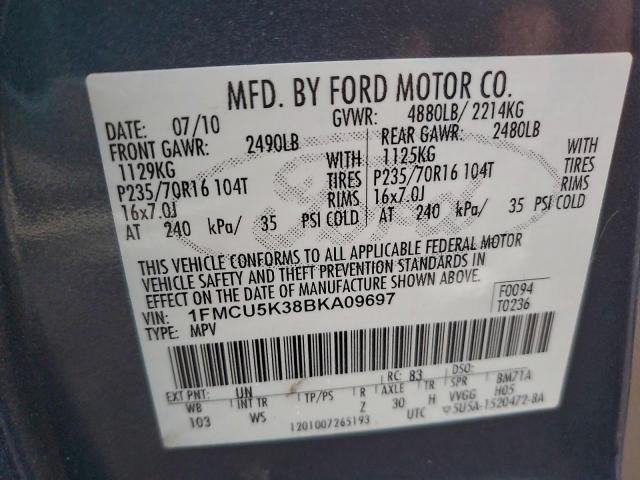 MFD. BY FORD MOTOR CO.
DATE: 07/10 GVWR: 4880LB/ 2214KG
FRONT GAWR: 2490LB REAR GAWR: 2480LB
1129KG WITH 1125KG WITH
P235/70R16 104T TIRES P235/70R16 104T TIRES
16x7.0J RIMS 16x7.0J RIMS
AT 240 kPa/ 35 PSI COLD AT 240 kPa/ 35 PSI COLD
THIS VEHICLE CONFORMS TO ALL APPLICABLE FEDERAL MOTOR
VEHICLE SAFETY AND THEFT PREVENTION STANDARDS IN
EFFECT ON THE DATE OF MANUFACTURE SHOWN ABOVE.
VIN: 1FMCU5K38BKA09697 F0094
TYPE: MPV T0236
EXT PNT: UN RC: 83 DSO:
WB INT TR TP/PS R AXLE TR SPR BM71A
103 WS Z 30 H VVGG H05
1201007265193 UTC ▽5U5A-1520472-BA